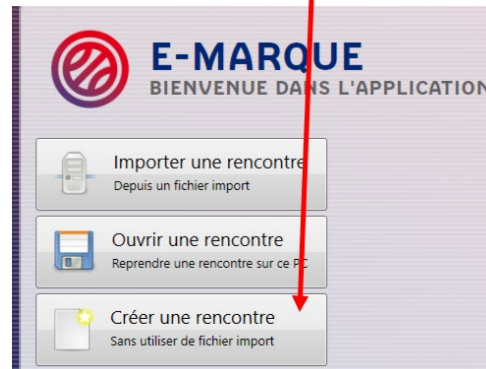 E-MARQUE
BIENVENUE DANS L'APPLICATION
Importer une rencontre
Depuis un fichier import
Ouvrir une rencontre
Reprendre une rencontre sur ce PC
Créer une rencontre
Sans utiliser de fichier import